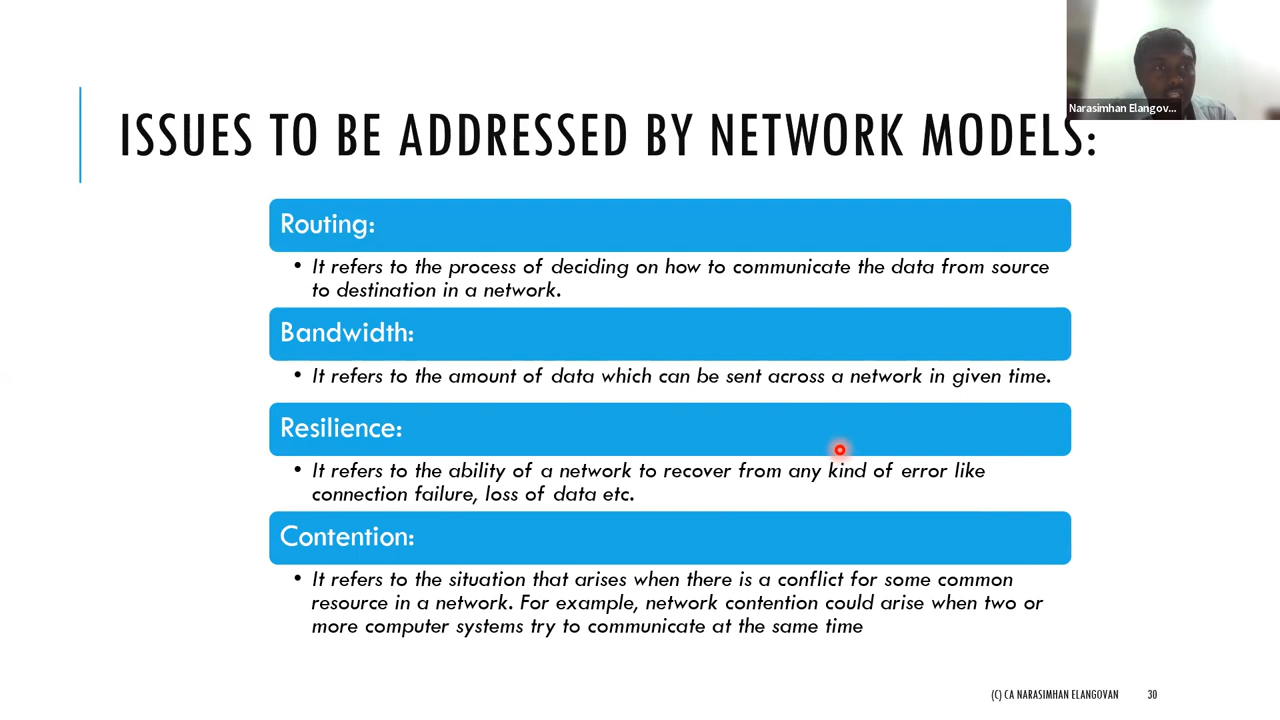 Narasimhan Elangov...
ISSUES TO BE ADDRESSED BY NETWORK MODELS:
Routing:
• It refers to the process of deciding on how to communicate the data from source
to destination in a network.
Bandwidth:
• It refers to the amount of data which can be sent across a network in given time.
Resilience:
• It refers to the ability of a network to recover from any kind of error like
connection failure, loss of data etc.
Contention:
• It refers to the situation that arises when there is a conflict for some common
resource in a network. For example, network contention could arise when two or
more computer systems try to communicate at the same time
(C) CA NARASIMHAN ELANGOVAN 30